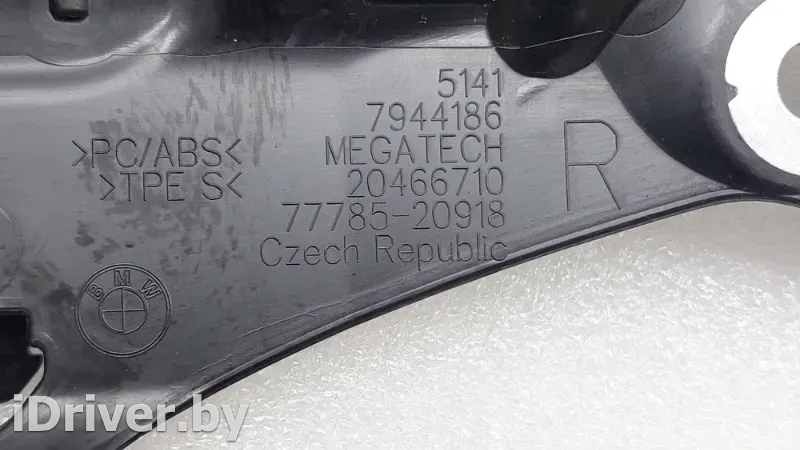 5141
7944186
>PC/ABS< MEGATECH
>TPE S< 20466710
77785-20918
Czech Republic
R
BMW
iDriver.by